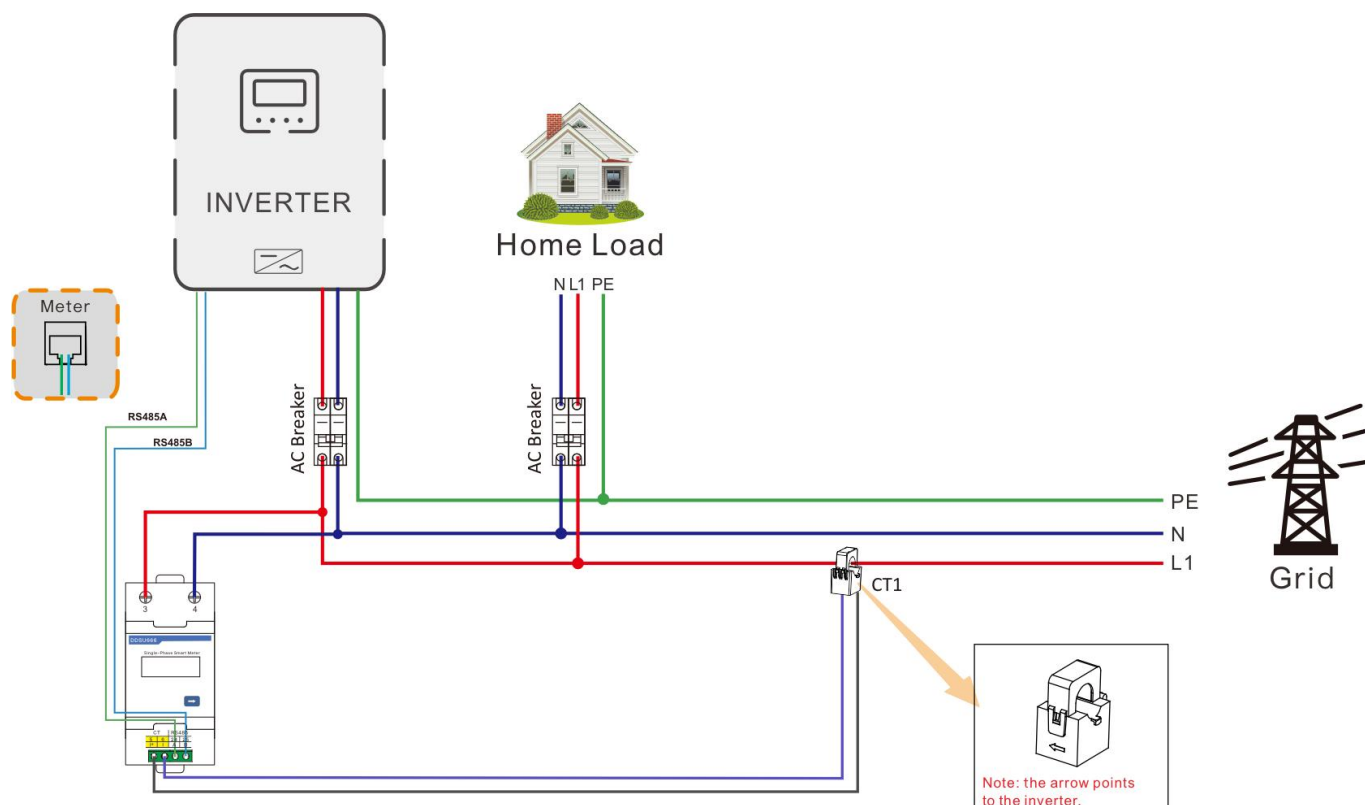 INVERTER
Home Load
N L1 PE
Meter
RS485A
RS485B
AC Breaker
AC Breaker
PE
N
L1
Grid
CT1
3
4
DDSU666
Single-Phase Smart Meter
CT
RS485
Note: the arrow points
to the inverter.